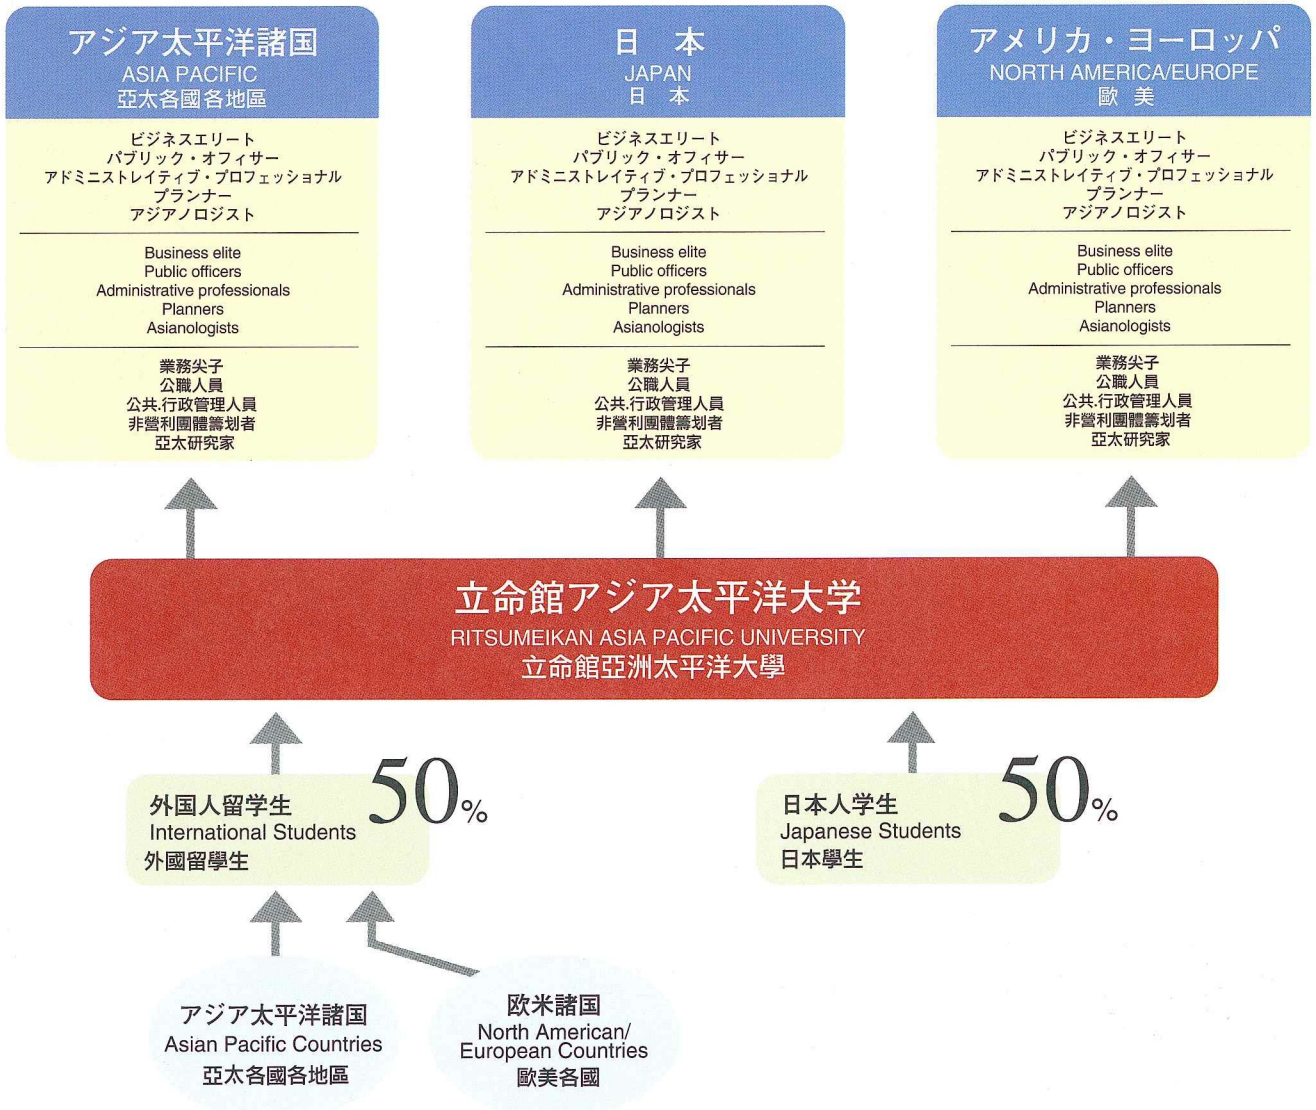 アジア太平洋諸国
ASIA PACIFIC
亞太各國各地區
ビジネスエリート
パブリック・オフィサー
アドミニストレイティブ・プロフェッショナル
プランナー
アジアノロジスト
Business elite
Public officers
Administrative professionals
Planners
Asianologists
業務尖子
公職人員
公共.行政管理人員
非營利團體籌划者
亞太研究家
日本
JAPAN
日本
ビジネスエリート
パブリック・オフィサー
アドミニストレイティブ・プロフェッショナル
プランナー
アジアノロジスト
Business elite
Public officers
Administrative professionals
Planners
Asianologists
業務尖子
公職人員
公共.行政管理人員
非營利團體籌划者
亞太研究家
アメリカ・ヨーロッパ
NORTH AMERICA/EUROPE
歐美
ビジネスエリート
パブリック・オフィサー
アドミニストレイティブ・プロフェッショナル
プランナー
アジアノロジスト
Business elite
Public officers
Administrative professionals
Planners
Asianologists
業務尖子
公職人員
公共.行政管理人員
非營利團體籌划者
亞太研究家
立命館アジア太平洋大学
RITSUMEIKAN ASIA PACIFIC UNIVERSITY
立命館亞洲太平洋大學
外国人留学生
International Students
外國留學生
50%
日本人学生
Japanese Students
日本學生
50%
アジア太平洋諸国
Asian Pacific Countries
亞太各國各地區
欧米諸国
North American/
European Countries
歐美各國